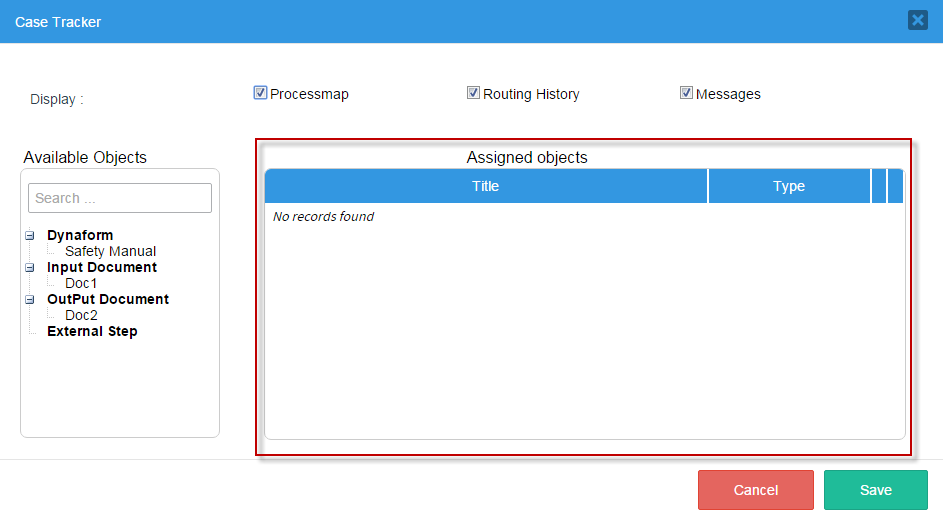 Case Tracker
Display :
Processmap
Routing History
Messages
Available Objects
Search ...
Dynaform
Safety Manual
Input Document
Doc1
OutPut Document
Doc2
External Step
Assigned objects
Title Type
No records found
Cancel Save